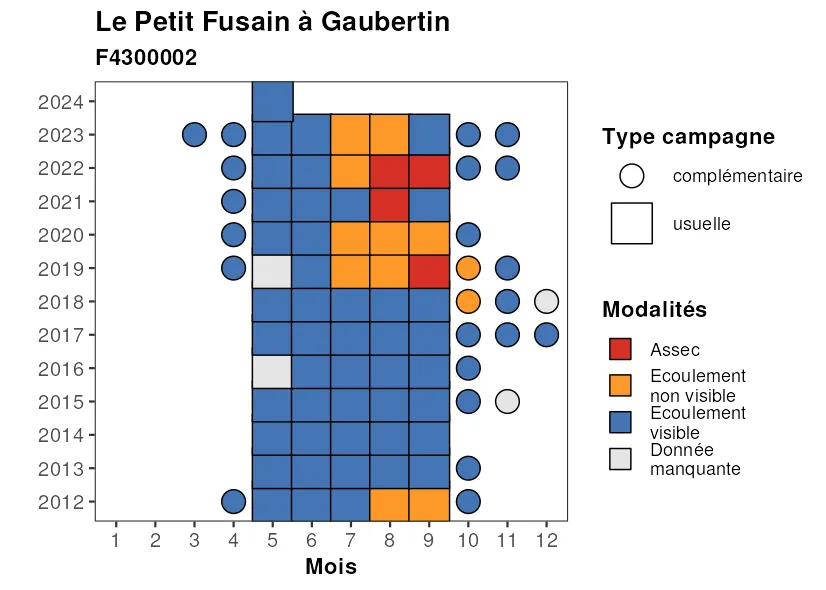 Le Petit Fusain à Gaubertin
F4300002
2024
2023
2022
2021
2020
2019
2018
2017
2016
2015
2014
2013
2012
1 2 3 4 5 6 7 8 9 10 11 12
Mois
Type campagne
complémentaire
usuelle
Modalités
Assec
Ecoulement
non visible
Ecoulement
visible
Donnée
manquante